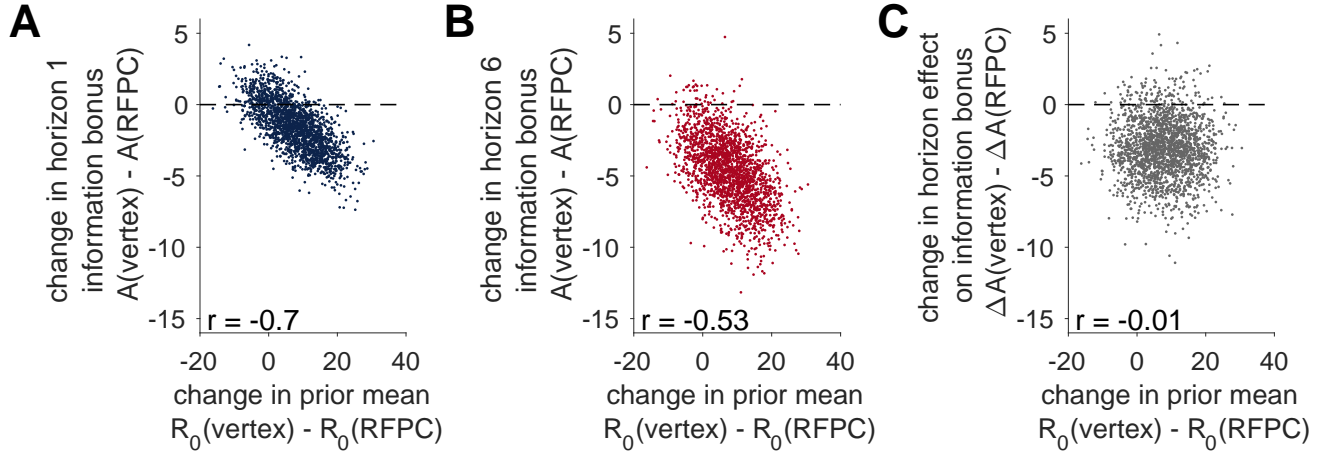 A
change in horizon 1
information bonus
A(vertex) - A(RFPC)
5
0
-5
-10
-15
r = -0.7
-20 0 20 40
change in prior mean
R0(vertex) - R0(RFPC)
B
change in horizon 6
information bonus
A(vertex) - A(RFPC)
5
0
-5
-10
-15
r = -0.53
-20 0 20 40
change in prior mean
R0(vertex) - R0(RFPC)
C
change in horizon effect
on information bonus
ΔA(vertex) - ΔA(RFPC)
5
0
-5
-10
-15
r = -0.01
-20 0 20 40
change in prior mean
R0(vertex) - R0(RFPC)